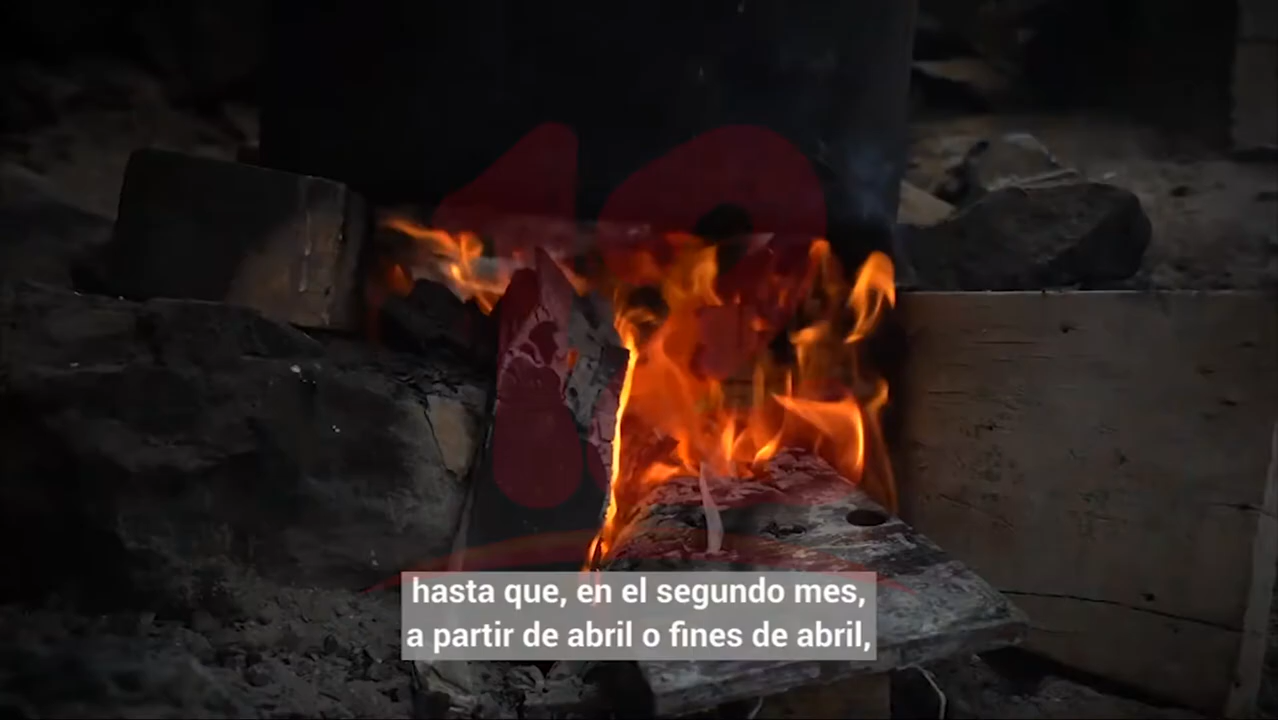 hasta que, en el segundo mes,
a partir de abril o fines de abril,